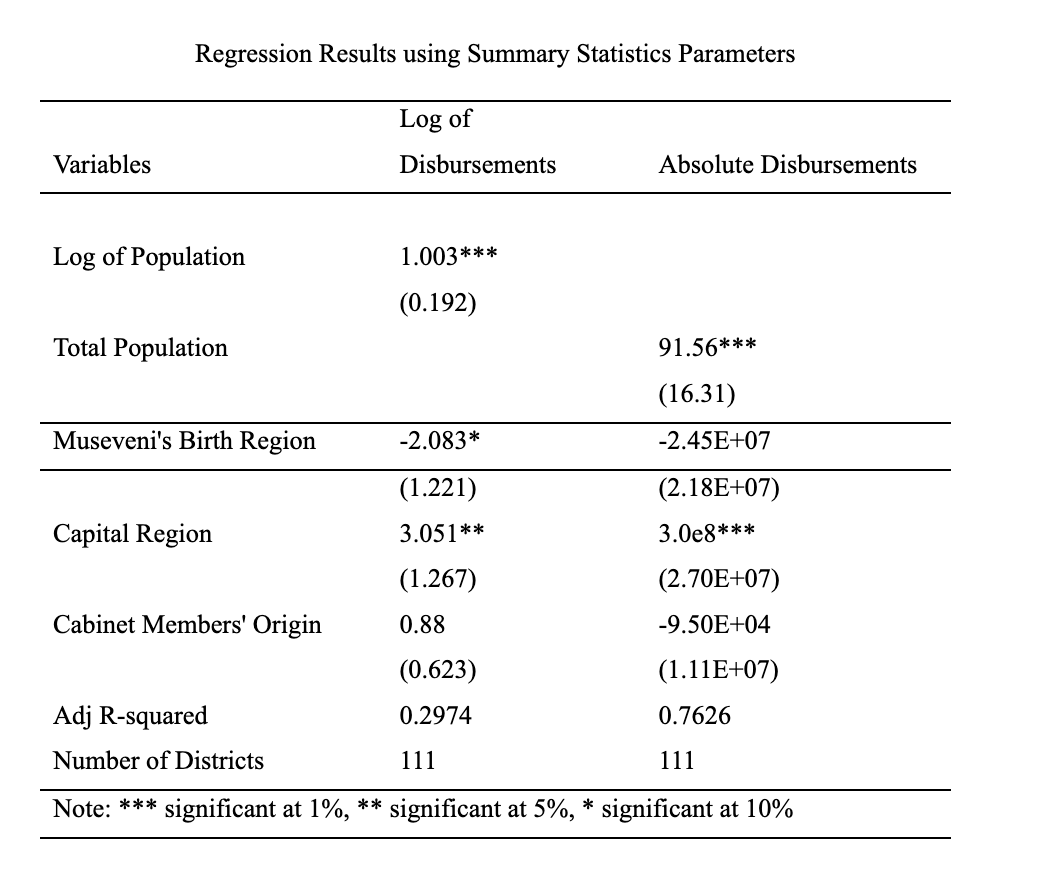 Regression Results using Summary Statistics Parameters
Log of
Variables Disbursements Absolute Disbursements
Log of Population 1.003***
(0.192)
Total Population 91.56***
(16.31)
Museveni's Birth Region -2.083* -2.45E+07
(1.221) (2.18E+07)
Capital Region 3.051** 3.0e8***
(1.267) (2.70E+07)
Cabinet Members' Origin 0.88 -9.50E+04
(0.623) (1.11E+07)
Adj R-squared 0.2974 0.7626
Number of Districts 111 111
Note: *** significant at 1%, ** significant at 5%, * significant at 10%